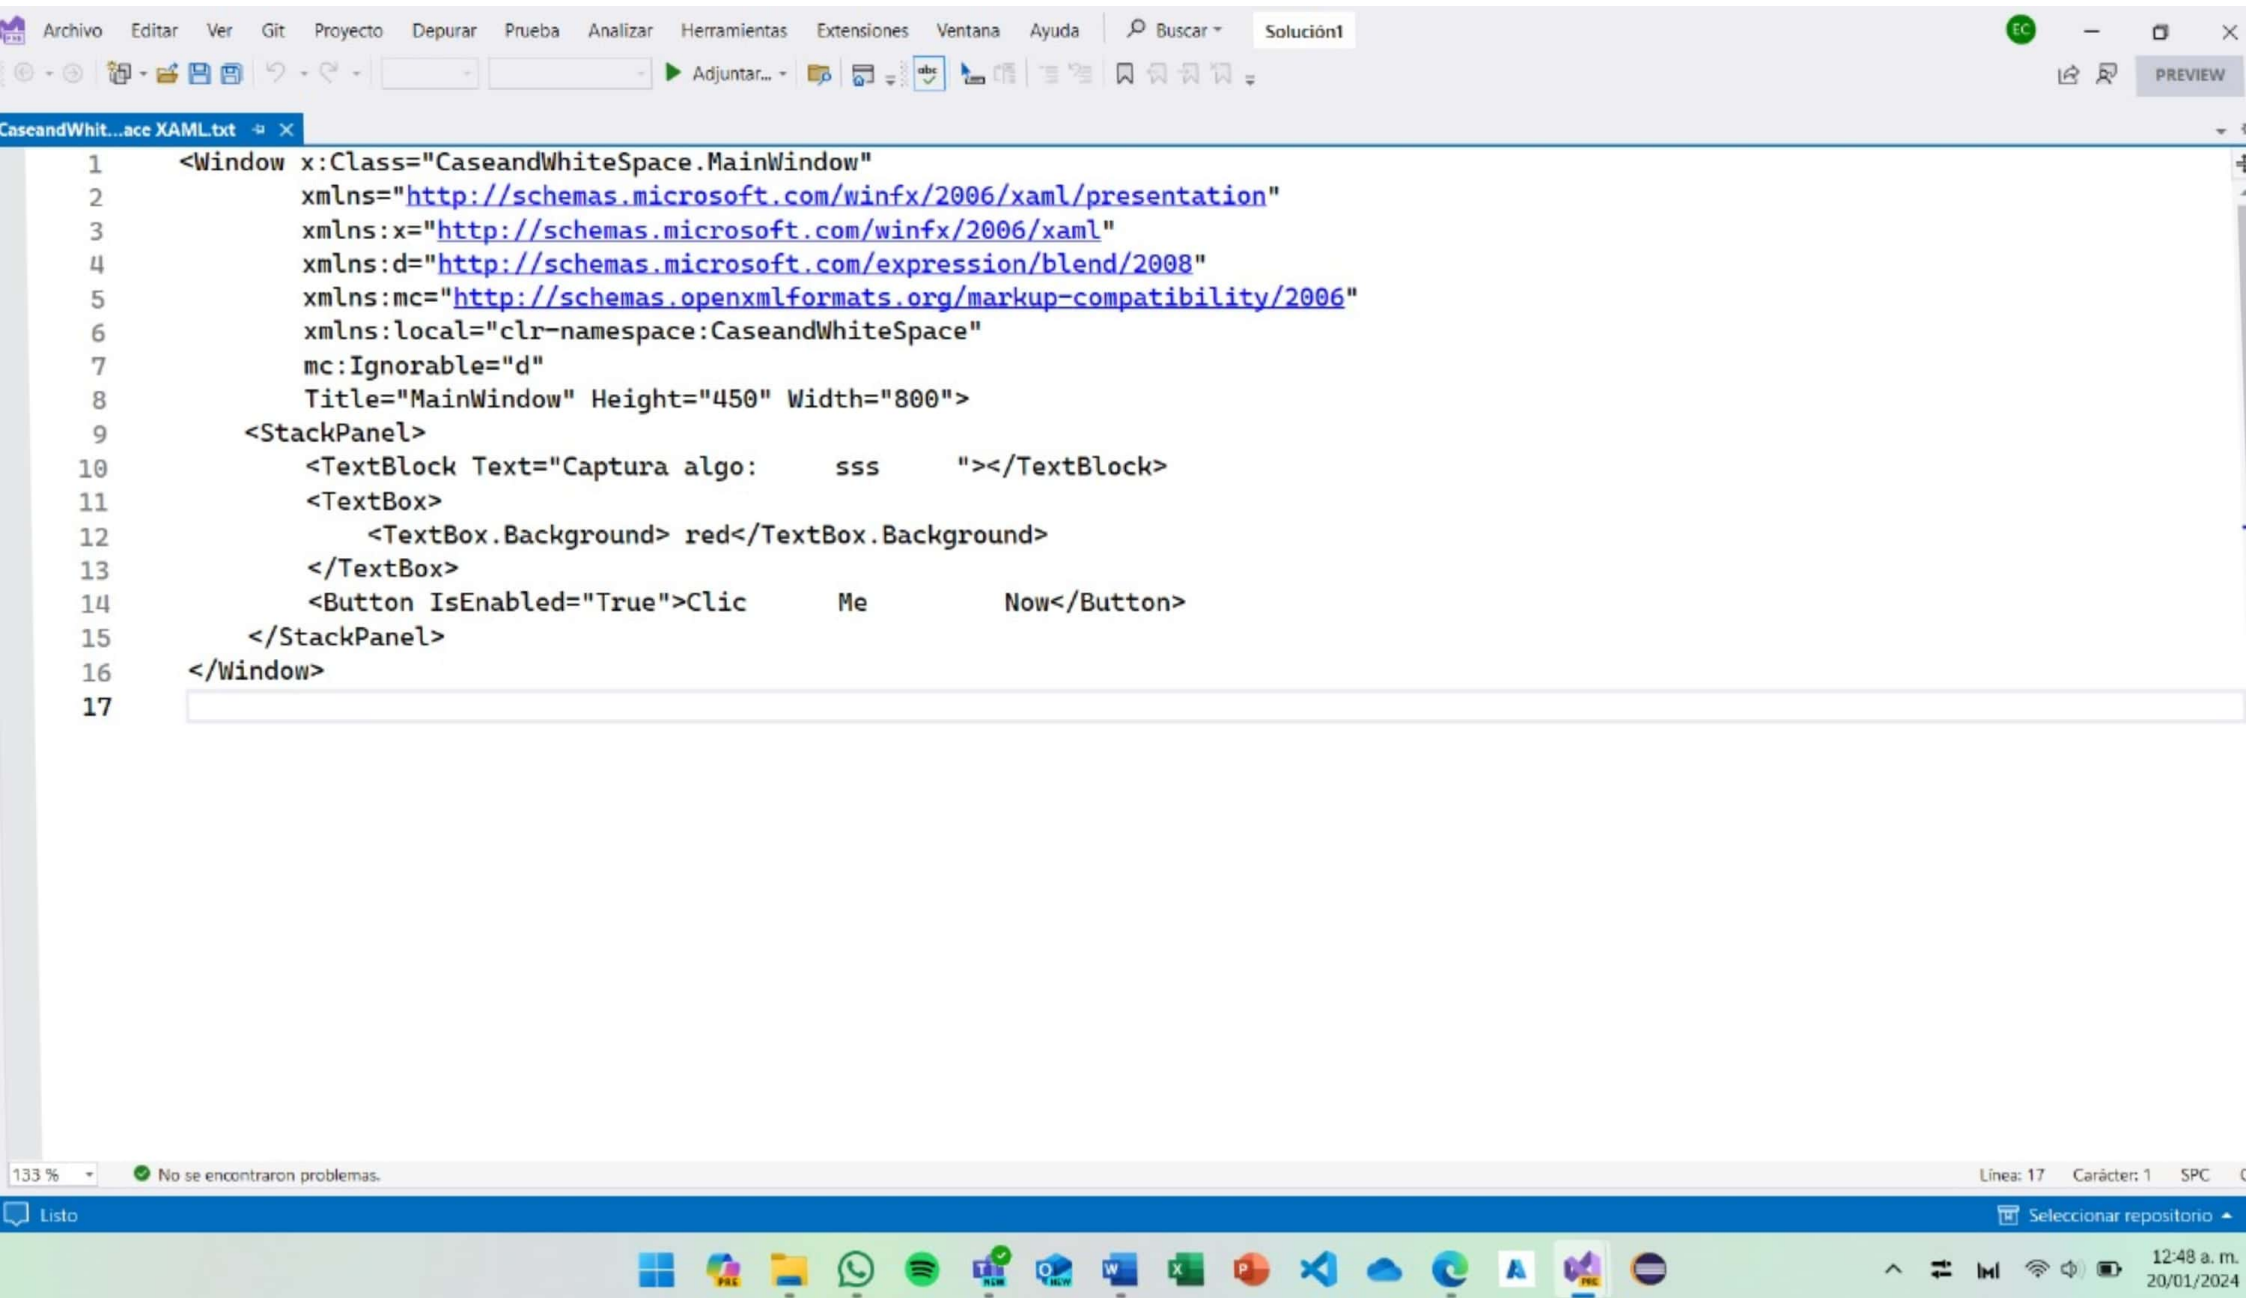 Archivo Editar Ver Git Proyecto Depurar Prueba Analizar Herramientas Extensiones Ventana Ayuda Buscar Solución1 EC
Adjuntar... abc PREVIEW
CaseandWhit...ace XAML.txt
1 <Window x:Class="CaseandWhiteSpace.MainWindow"
2 xmlns="http://schemas.microsoft.com/winfx/2006/xaml/presentation"
3 xmlns:x="http://schemas.microsoft.com/winfx/2006/xaml"
4 xmlns:d="http://schemas.microsoft.com/expression/blend/2008"
5 xmlns:mc="http://schemas.openxmlformats.org/markup-compatibility/2006"
6 xmlns:local="clr-namespace:CaseandWhiteSpace"
7 mc:Ignorable="d"
8 Title="MainWindow" Height="450" Width="800">
9 <StackPanel>
10 <TextBlock Text="Captura algo:     sss     "></TextBlock>
11 <TextBox>
12 <TextBox.Background> red</TextBox.Background>
13 </TextBox>
14 <Button IsEnabled="True">Clic      Me         Now</Button>
15 </StackPanel>
16 </Window>
17
133 % No se encontraron problemas. Línea: 17 Carácter: 1 SPC
Listo Seleccionar repositorio
12:48 a. m.
20/01/2024